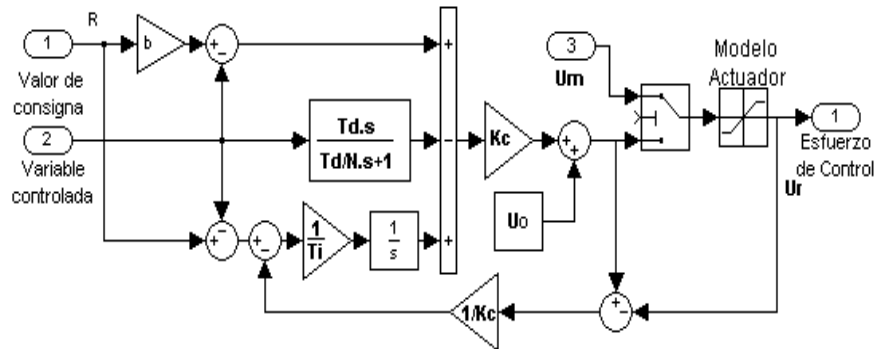 R
1
b
Valor de
consigna
2
Variable
controlada
Td.s
Td/N.s+1
1
Ti
1
s
Kc
Uo
1/Kc
3
Um
Modelo
Actuador
1
Esfuerzo
de Control
Ur